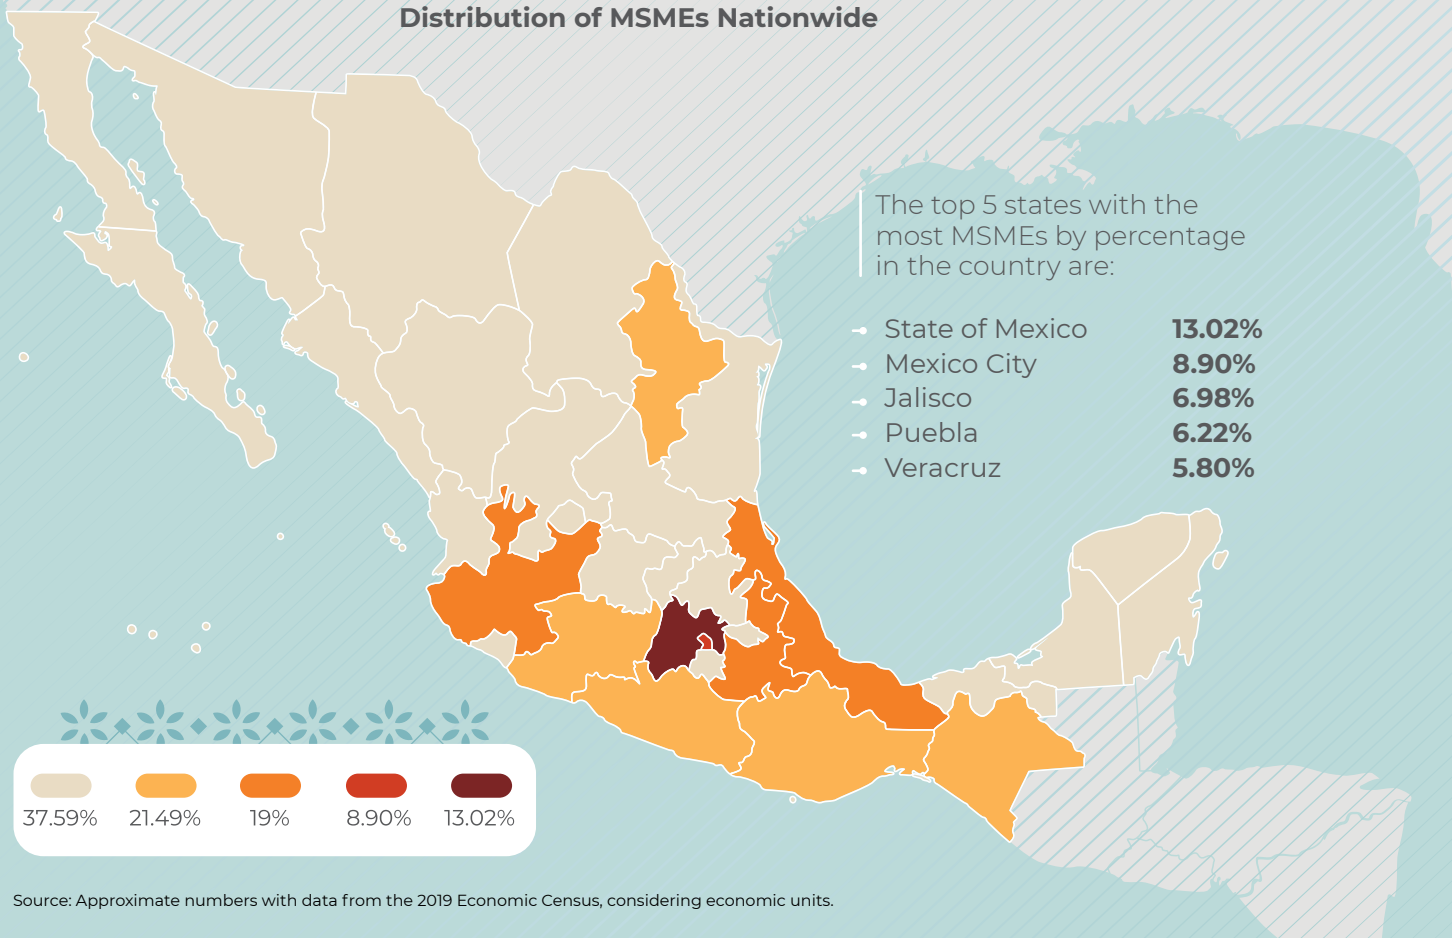 Distribution of MSMEs Nationwide
The top 5 states with the
most MSMEs by percentage
in the country are:
State of Mexico 13.02%
Mexico City 8.90%
Jalisco 6.98%
Puebla 6.22%
Veracruz 5.80%
37.59% 21.49% 19% 8.90% 13.02%
Source: Approximate numbers with data from the 2019 Economic Census, considering economic units.